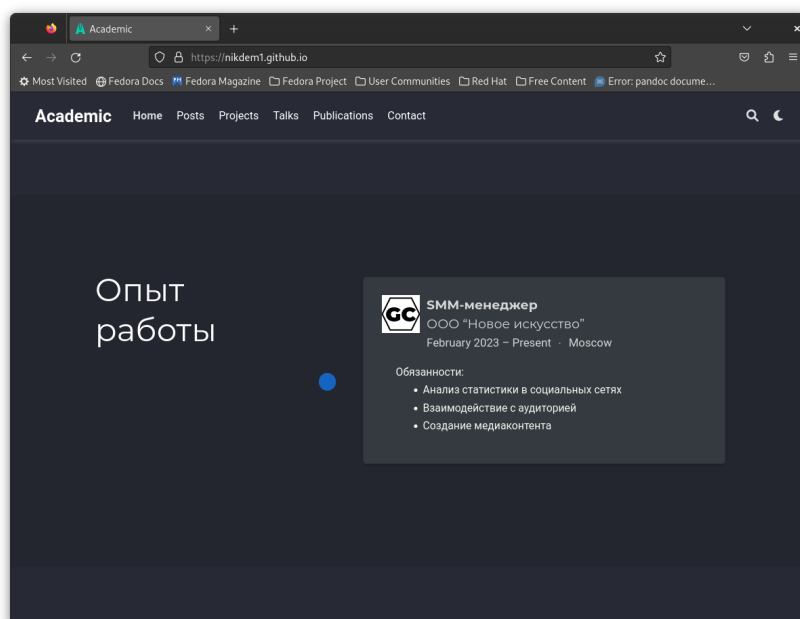 Academic
https://nikdem1.github.io
Most Visited Fedora Docs Fedora Magazine Fedora Project User Communities Red Hat Free Content Error: pandoc docume…
Academic Home Posts Projects Talks Publications Contact
Опыт
работы
GC
SMM-менеджер
ООО “Новое искусство”
February 2023 – Present · Moscow
Обязанности:
• Анализ статистики в социальных сетях
• Взаимодействие с аудиторией
• Создание медиаконтента